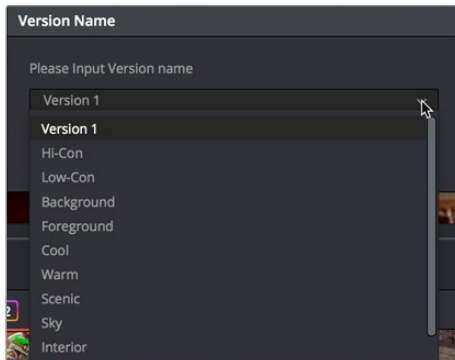 Version Name
Please Input Version name
Version 1
Version 1
Hi-Con
Low-Con
Background
Foreground
Cool
Warm
Scenic
Sky
2
Interior